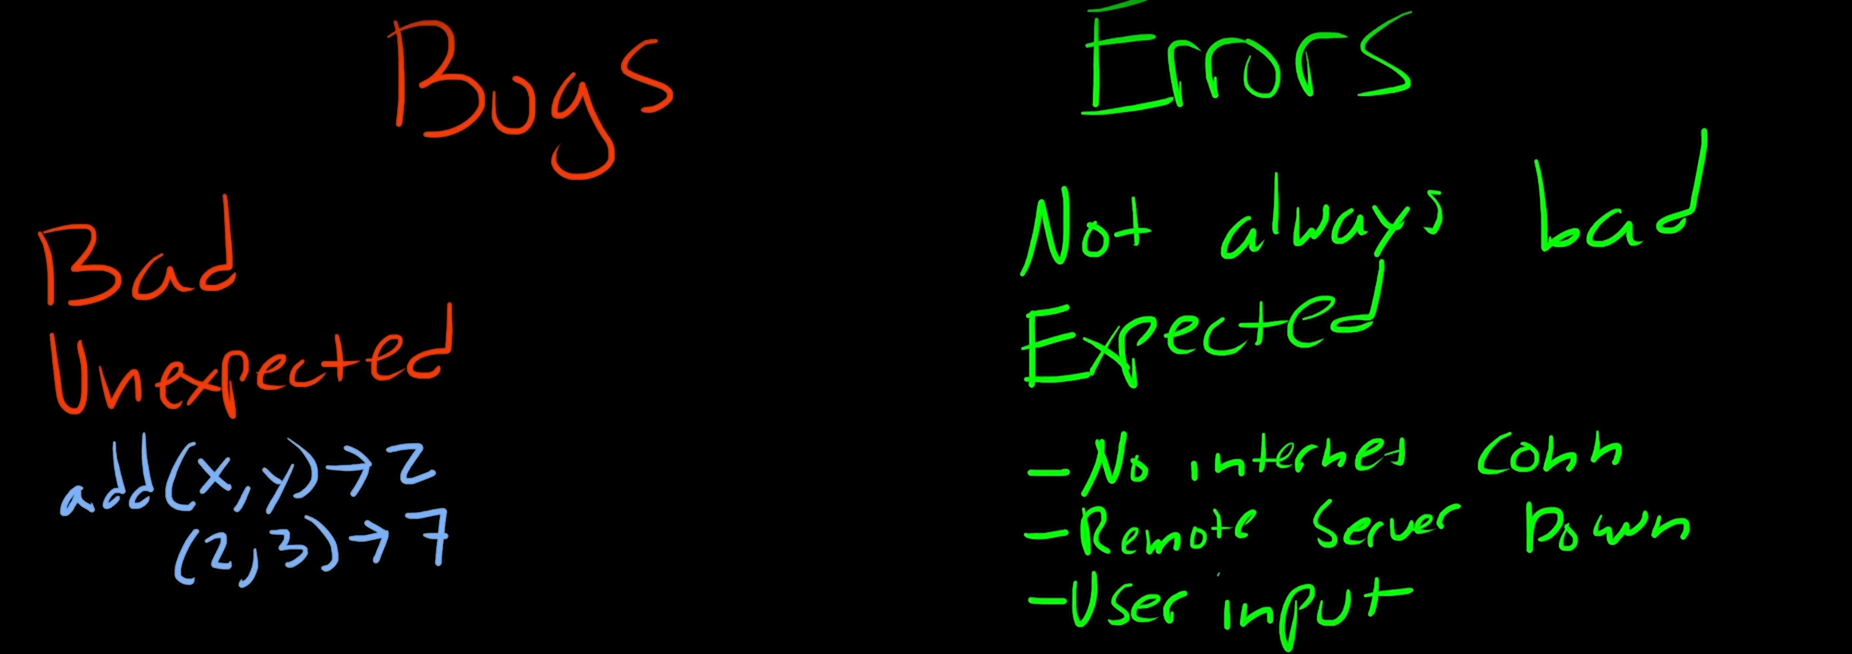 Bugs
Bad
Unexpected
add(x,y)→2
(2,3)→7
Errors
Not always bad
Expected
- No internet conn
- Remote Server Down
- User input